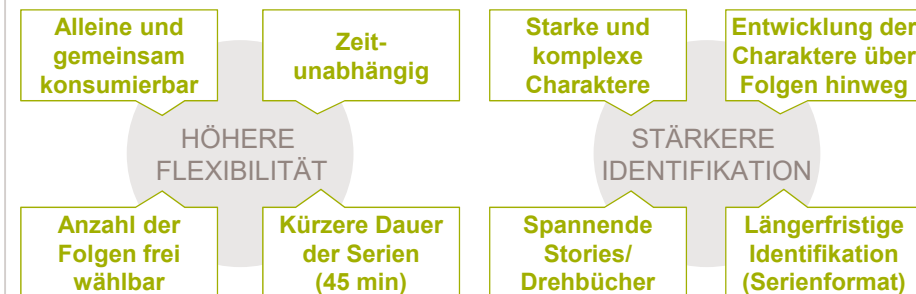 Alleine und
gemeinsam
konsumierbar
Zeit-
unabhängig
HÖHERE
FLEXIBILITÄT
Anzahl der
Folgen frei
wählbar
Kürzere Dauer
der Serien
(45 min)
Starke und
komplexe
Charaktere
Entwicklung der
Charaktere über
Folgen hinweg
STÄRKERE
IDENTIFIKATION
Spannende
Stories/
Drehbücher
Längerfristige
Identifikation
(Serienformat)